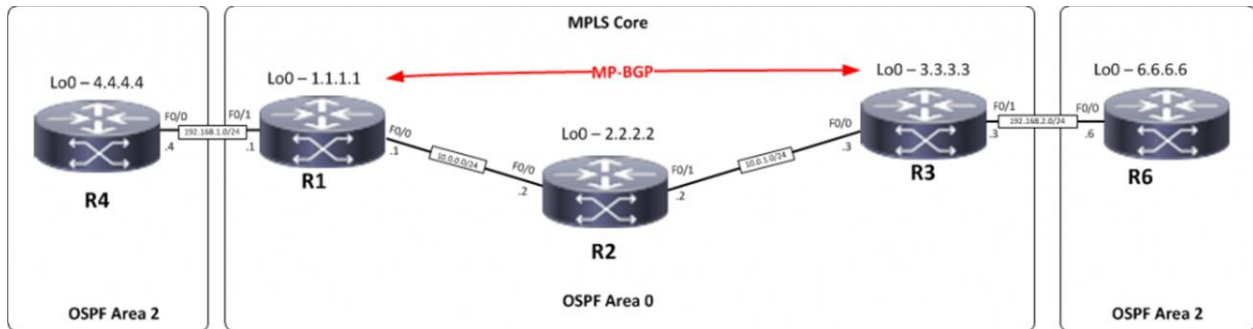 MPLS Core
Lo0 – 4.4.4.4
Lo0 – 1.1.1.1
MP-BGP
Lo0 – 3.3.3.3
Lo0 – 6.6.6.6
F0/0
192.168.1.0/24
F0/1
.4
.1
R4
R1
F0/0
.1
10.0.0.0/24
Lo0 – 2.2.2.2
F0/0
.2
F0/1
.2
R2
10.0.1.0/24
F0/0
.3
R3
F0/1
192.168.2.0/24
F0/0
.3
.6
R6
OSPF Area 2
OSPF Area 0
OSPF Area 2